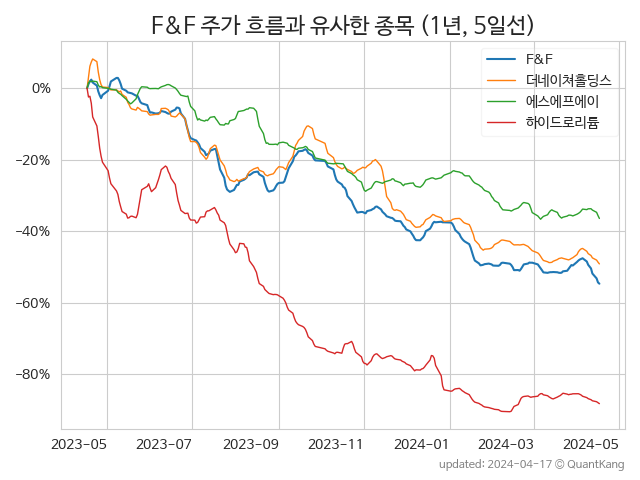 F&F 주가 흐름과 유사한 종목 (1년, 5일선)
F&F
더네이쳐홀딩스
에스에프에이
하이드로리튬
0%
−20%
−40%
−60%
−80%
2023-05 2023-07 2023-09 2023-11 2024-01 2024-03 2024-05
updated: 2024-04-17 © QuantKang